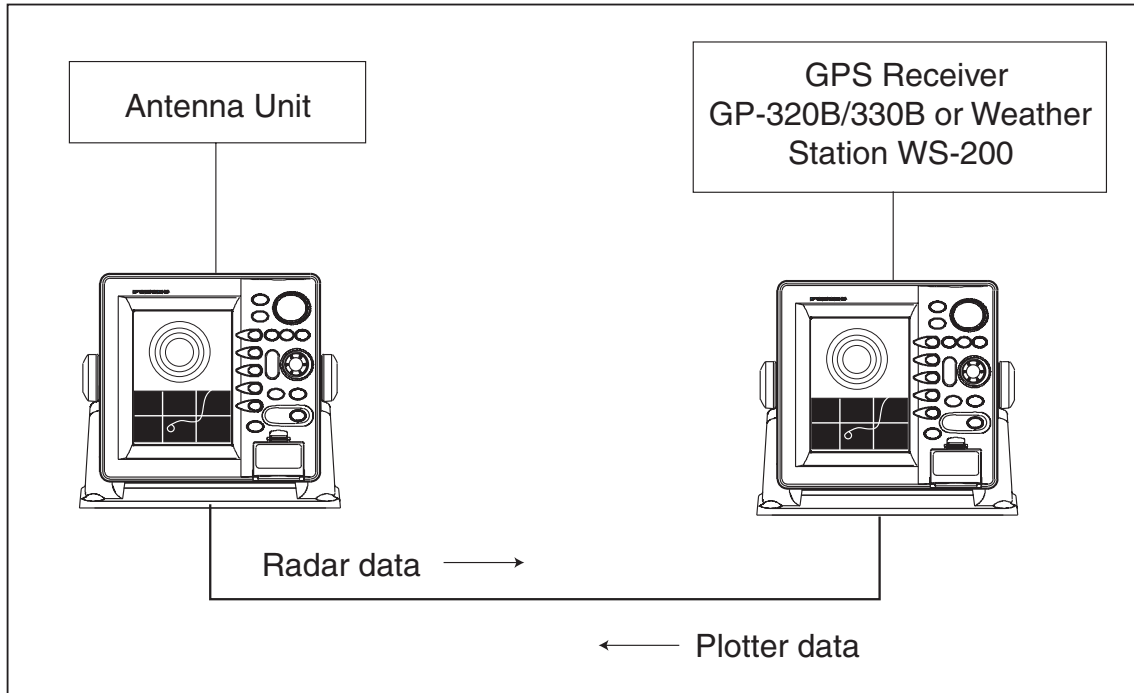 Antenna Unit
GPS Receiver
GP-320B/330B or Weather
Station WS-200
Radar data
Plotter data